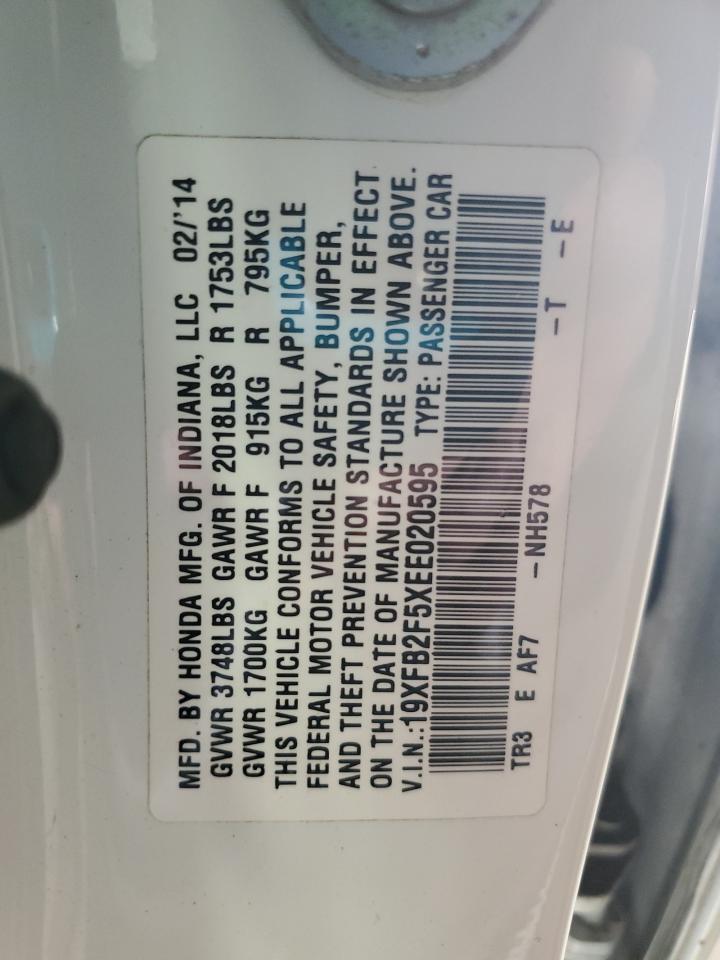 MFD. BY HONDA MFG. OF INDIANA, LLC 02/'14
GVWR 3748LBS GAWR F 2018LBS R 1753LBS
GVWR 1700KG GAWR F 915KG R 795KG
THIS VEHICLE CONFORMS TO ALL APPLICABLE
FEDERAL MOTOR VEHICLE SAFETY, BUMPER,
AND THEFT PREVENTION STANDARDS IN EFFECT
ON THE DATE OF MANUFACTURE SHOWN ABOVE.
V.I.N.:19XFB2F5XEE020595 TYPE: PASSENGER CAR
TR3 E AF7 -NH578 -T -E